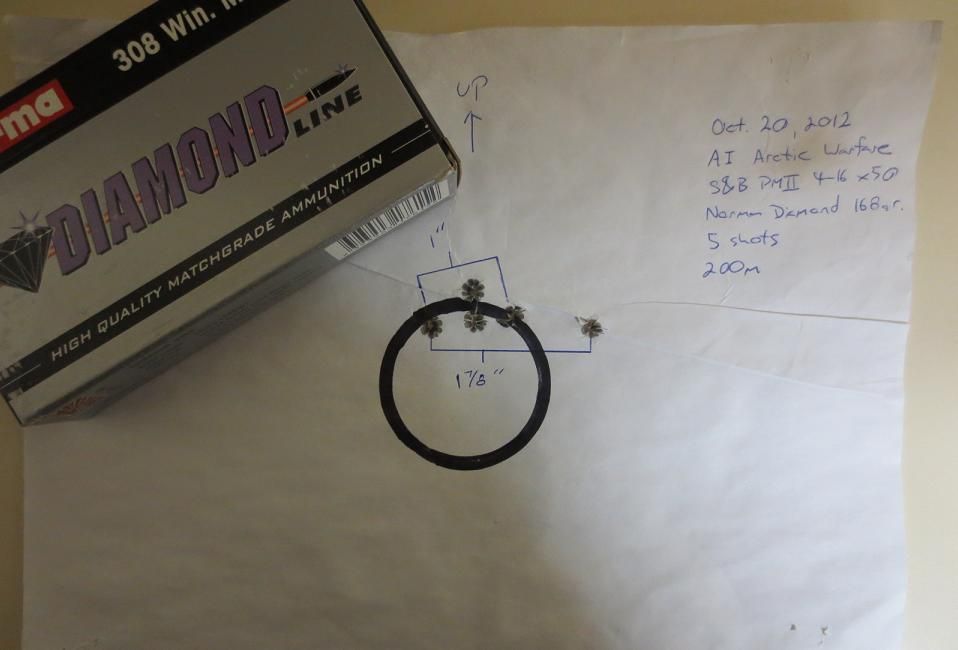 308 Win. M
rma
DIAMOND
LINE
HIGH QUALITY MATCHGRADE AMMUNITION
UP
1"
1 7/8"
Oct. 20, 2012
AI Arctic Warfare
S&B PMII 4-16 x50
Norma Diamond 168gr.
5 shots
200m